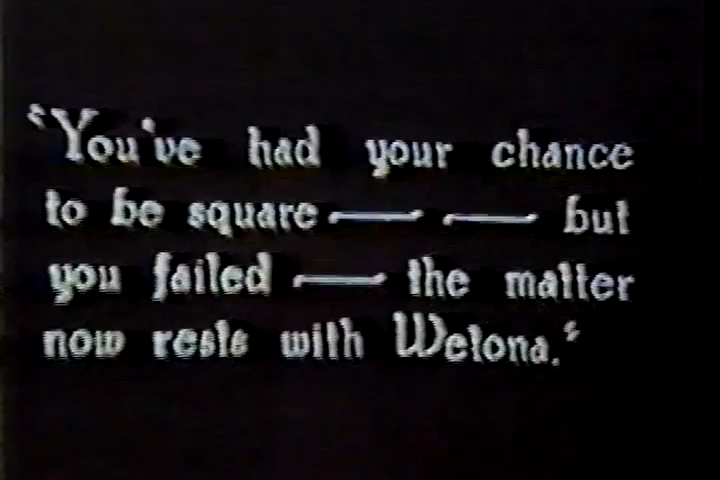 "You've had your chance
to be square — — but
you failed — the matter
now rests with Wetona."